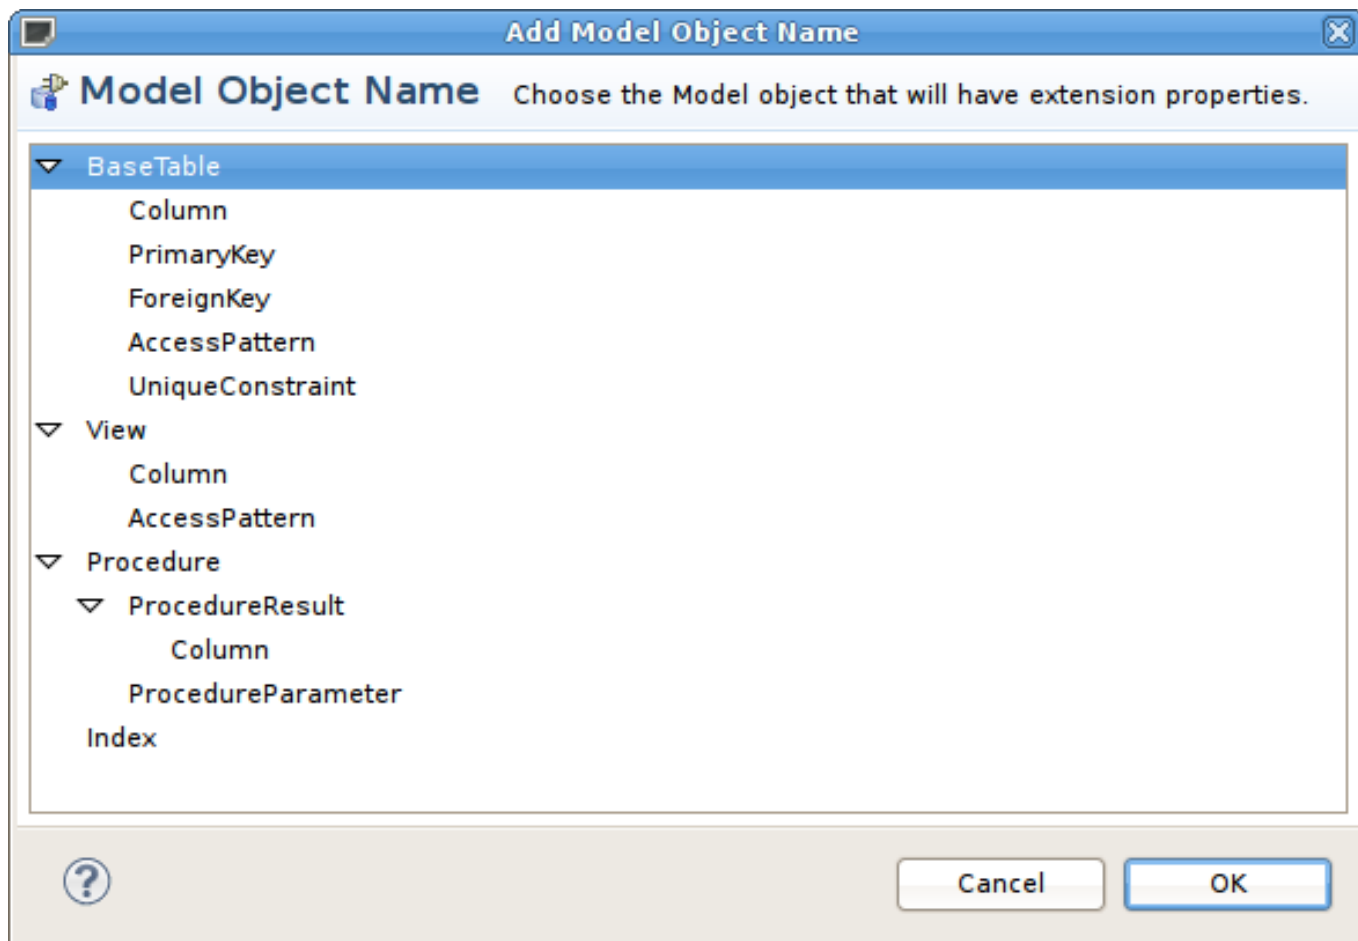 Add Model Object Name
Model Object Name Choose the Model object that will have extension properties.
BaseTable
Column
PrimaryKey
ForeignKey
AccessPattern
UniqueConstraint
View
Column
AccessPattern
Procedure
ProcedureResult
Column
ProcedureParameter
Index
? Cancel OK